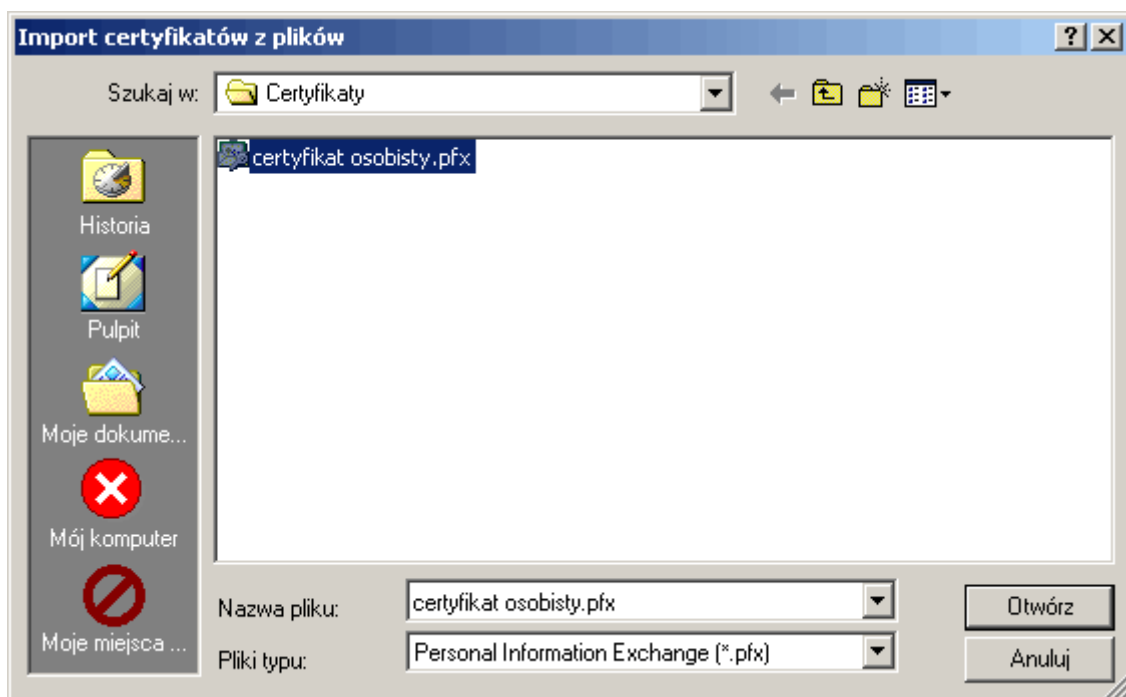 Import certyfikatów z plików
Szukaj w:
Certyfikaty
certyfikat osobisty.pfx
Historia
Pulpit
Moje dokume...
Mój komputer
Moje miejsca ...
Nazwa pliku:
certyfikat osobisty.pfx
Otwórz
Pliki typu:
Personal Information Exchange (*.pfx)
Anuluj